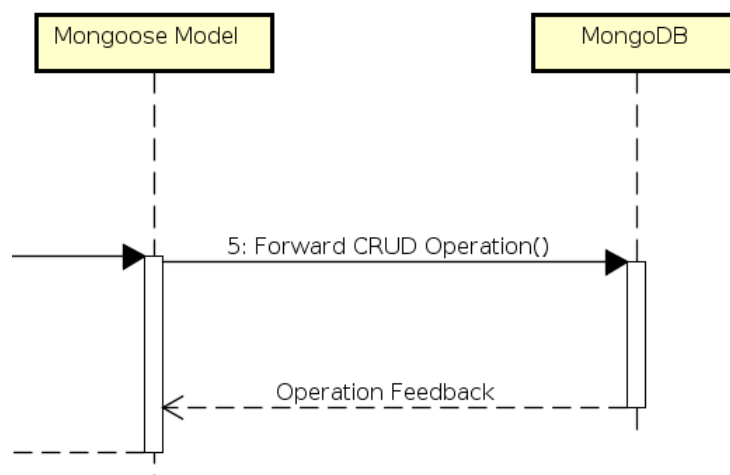 Mongoose Model
MongoDB
5: Forward CRUD Operation()
Operation Feedback